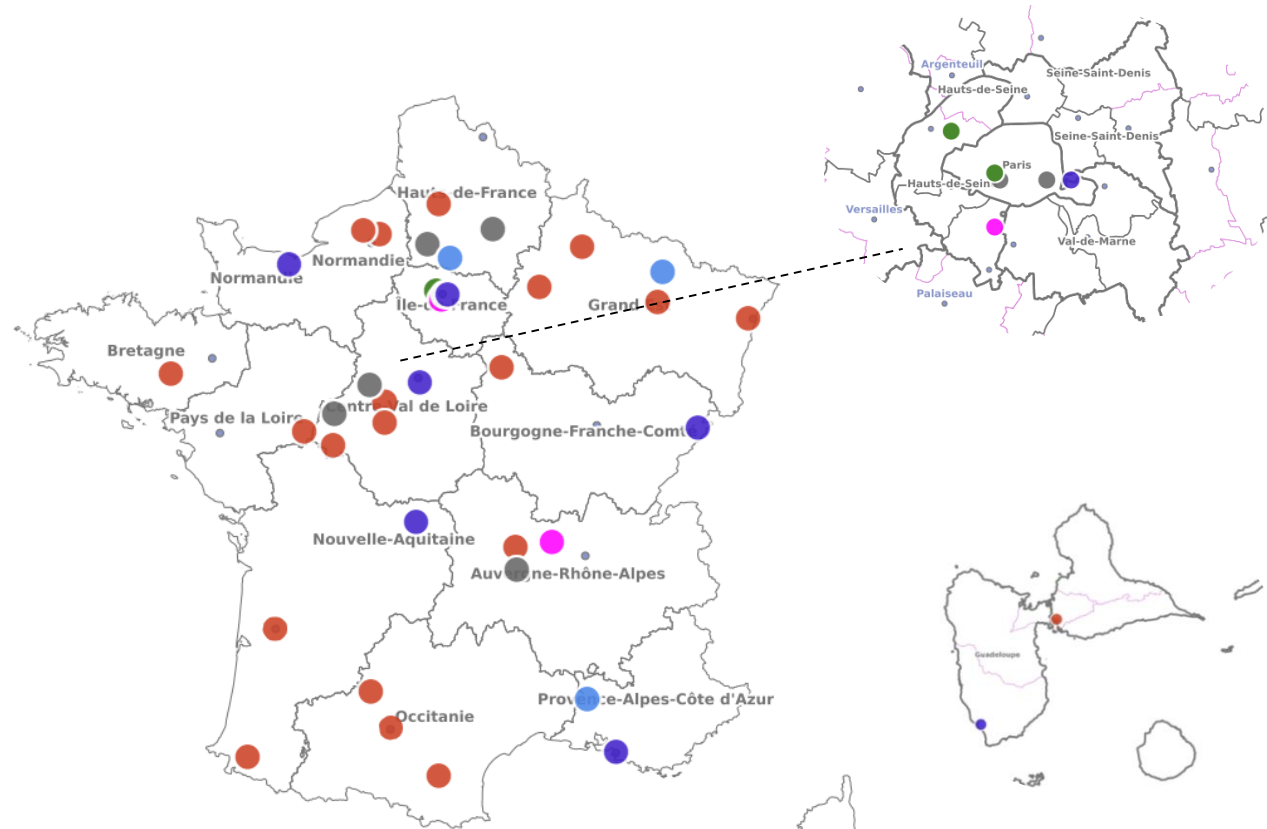 Argenteuil
Seine-Saint-Denis
Hauts-de-Seine
Seine-Saint-Denis
Paris
Hauts-de-Sein
Versailles
Val-de-Marne
Palaiseau
Hauts-de-France
Normandie
Normandie
Île-de-France
Grand
Bretagne
Centre-Val de Loire
Pays de la Loire
Bourgogne-Franche-Comté
Nouvelle-Aquitaine
Auvergne-Rhône-Alpes
Guadeloupe
Provence-Alpes-Côte d'Azur
Occitanie